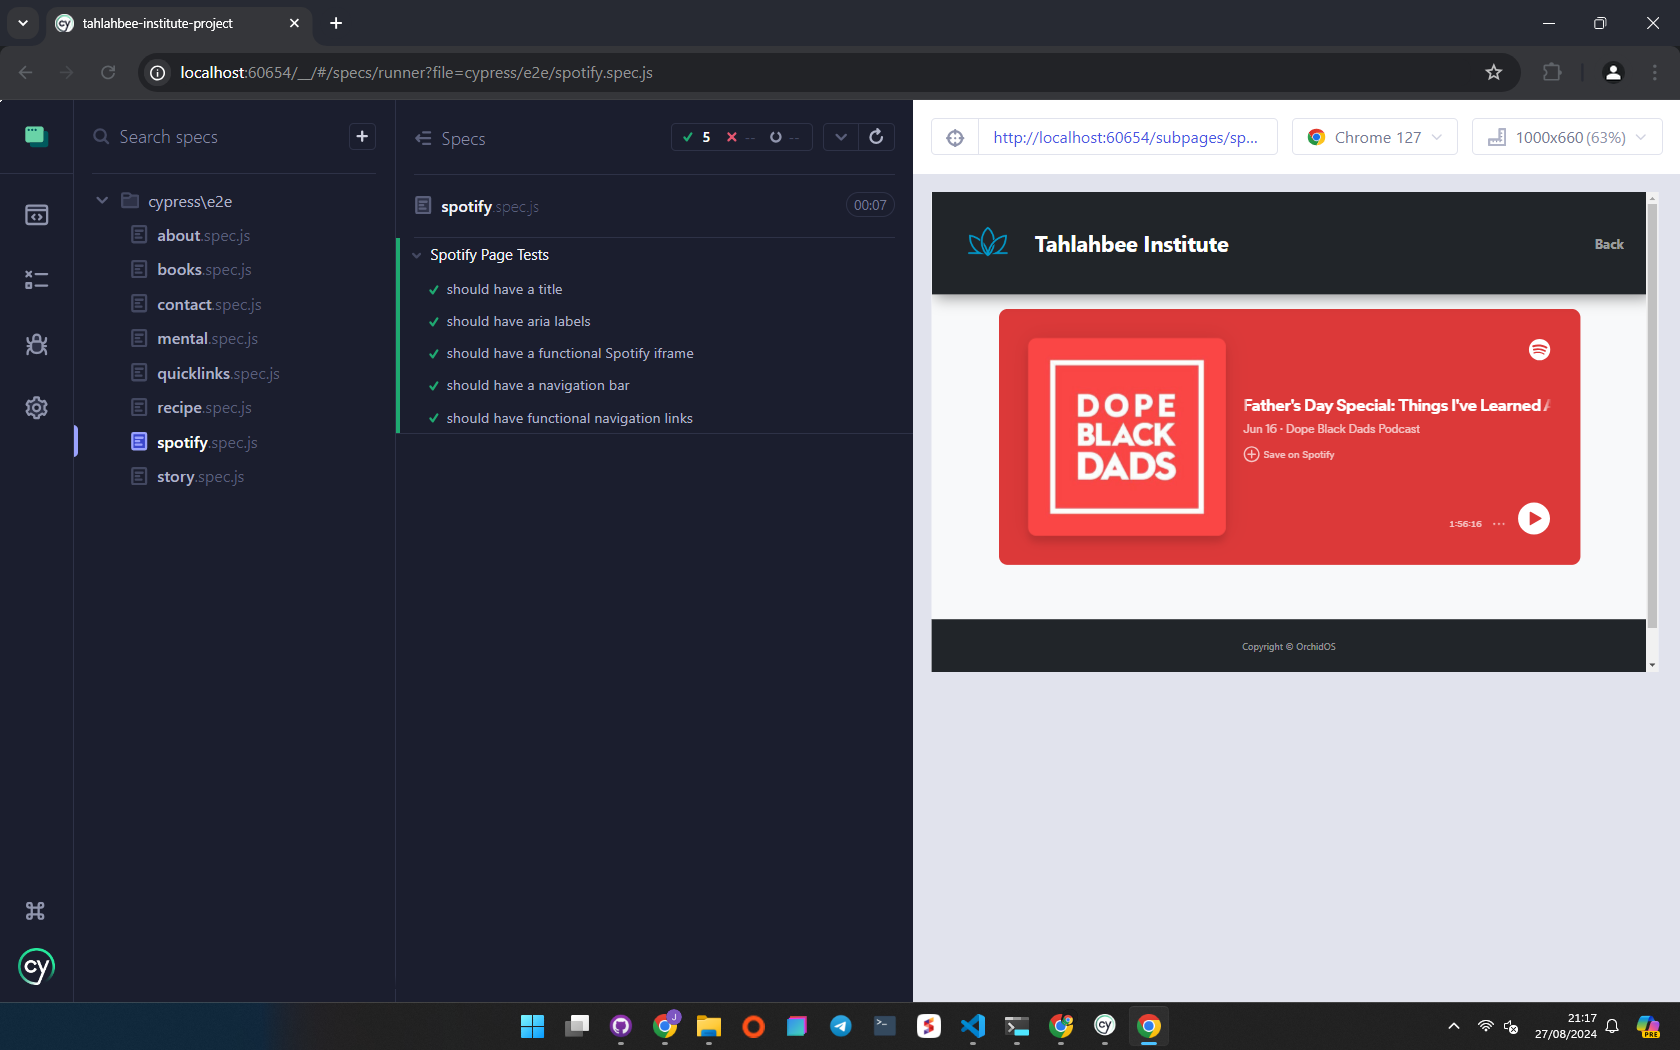 tahlahbee-institute-project
localhost:60654/__/#/specs/runner?file=cypress/e2e/spotify.spec.js
Search specs
cypress\e2e
about.spec.js
books.spec.js
contact.spec.js
mental.spec.js
quicklinks.spec.js
recipe.spec.js
spotify.spec.js
story.spec.js
cy
Specs
5 -- --
spotify.spec.js 00:07
Spotify Page Tests
should have a title
should have aria labels
should have a functional Spotify iframe
should have a navigation bar
should have functional navigation links
http://localhost:60654/subpages/sp...
Chrome 127
1000x660 (63%)
Tahlahbee Institute
Back
DOPE
BLACK
DADS
Father's Day Special: Things I've Learned
Jun 16 · Dope Black Dads Podcast
Save on Spotify
1:56:16
Copyright © OrchidOS
21:17
27/08/2024
PRE